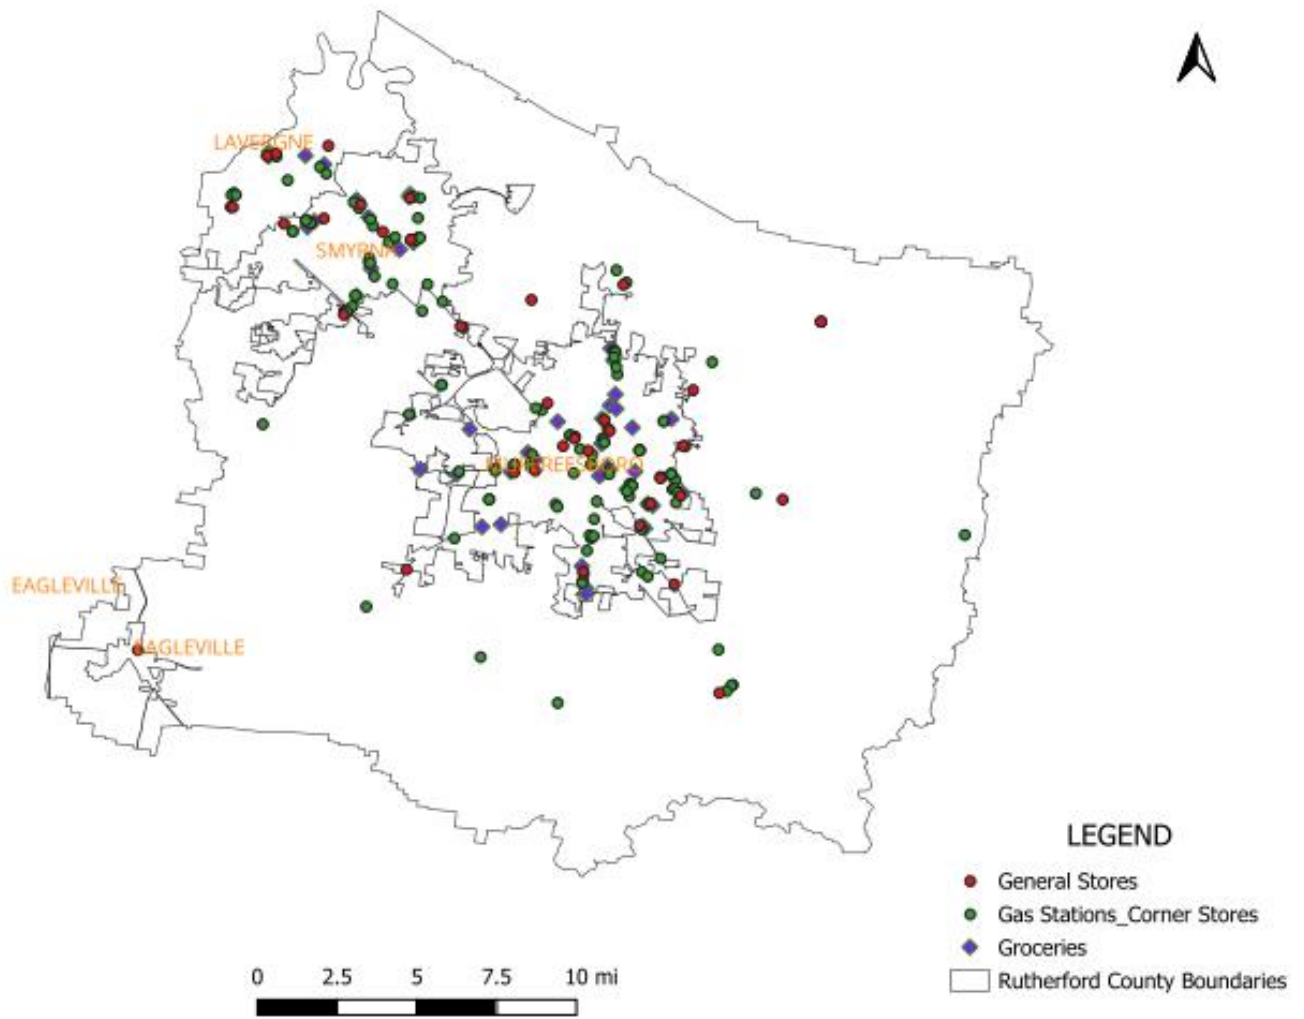 LAVERGNE
SMYRNA
MURFREESBORO
EAGLEVILLE
EAGLEVILLE
LEGEND
General Stores
Gas Stations_Corner Stores
Groceries
Rutherford County Boundaries
0 2.5 5 7.5 10 mi